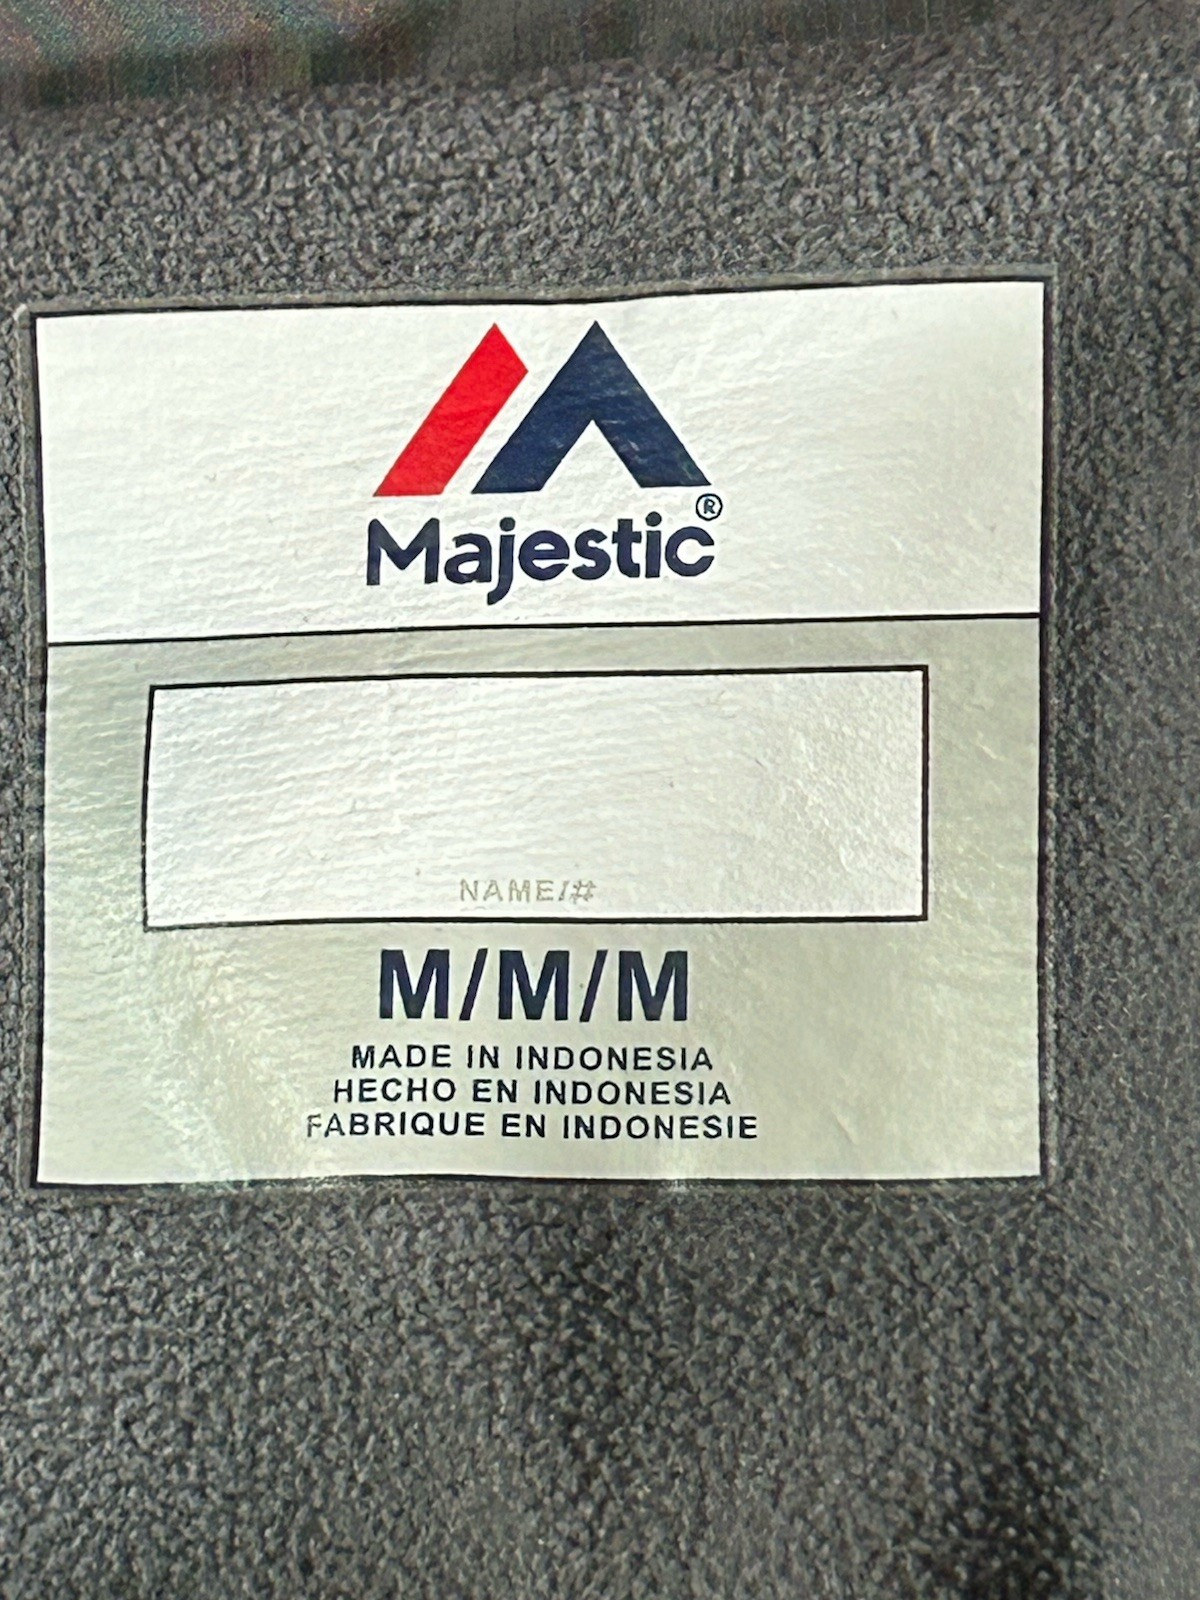 Majestic®
NAME/#
M/M/M
MADE IN INDONESIA
HECHO EN INDONESIA
FABRIQUE EN INDONESIE